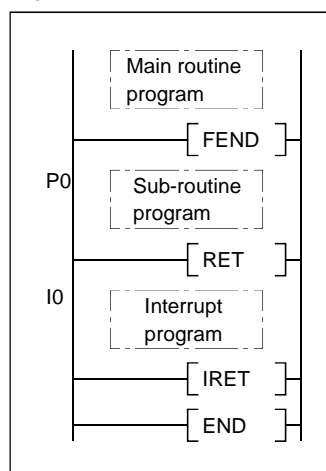 Main routine
program
FEND
P0
Sub-routine
program
RET
I0
Interrupt
program
IRET
END